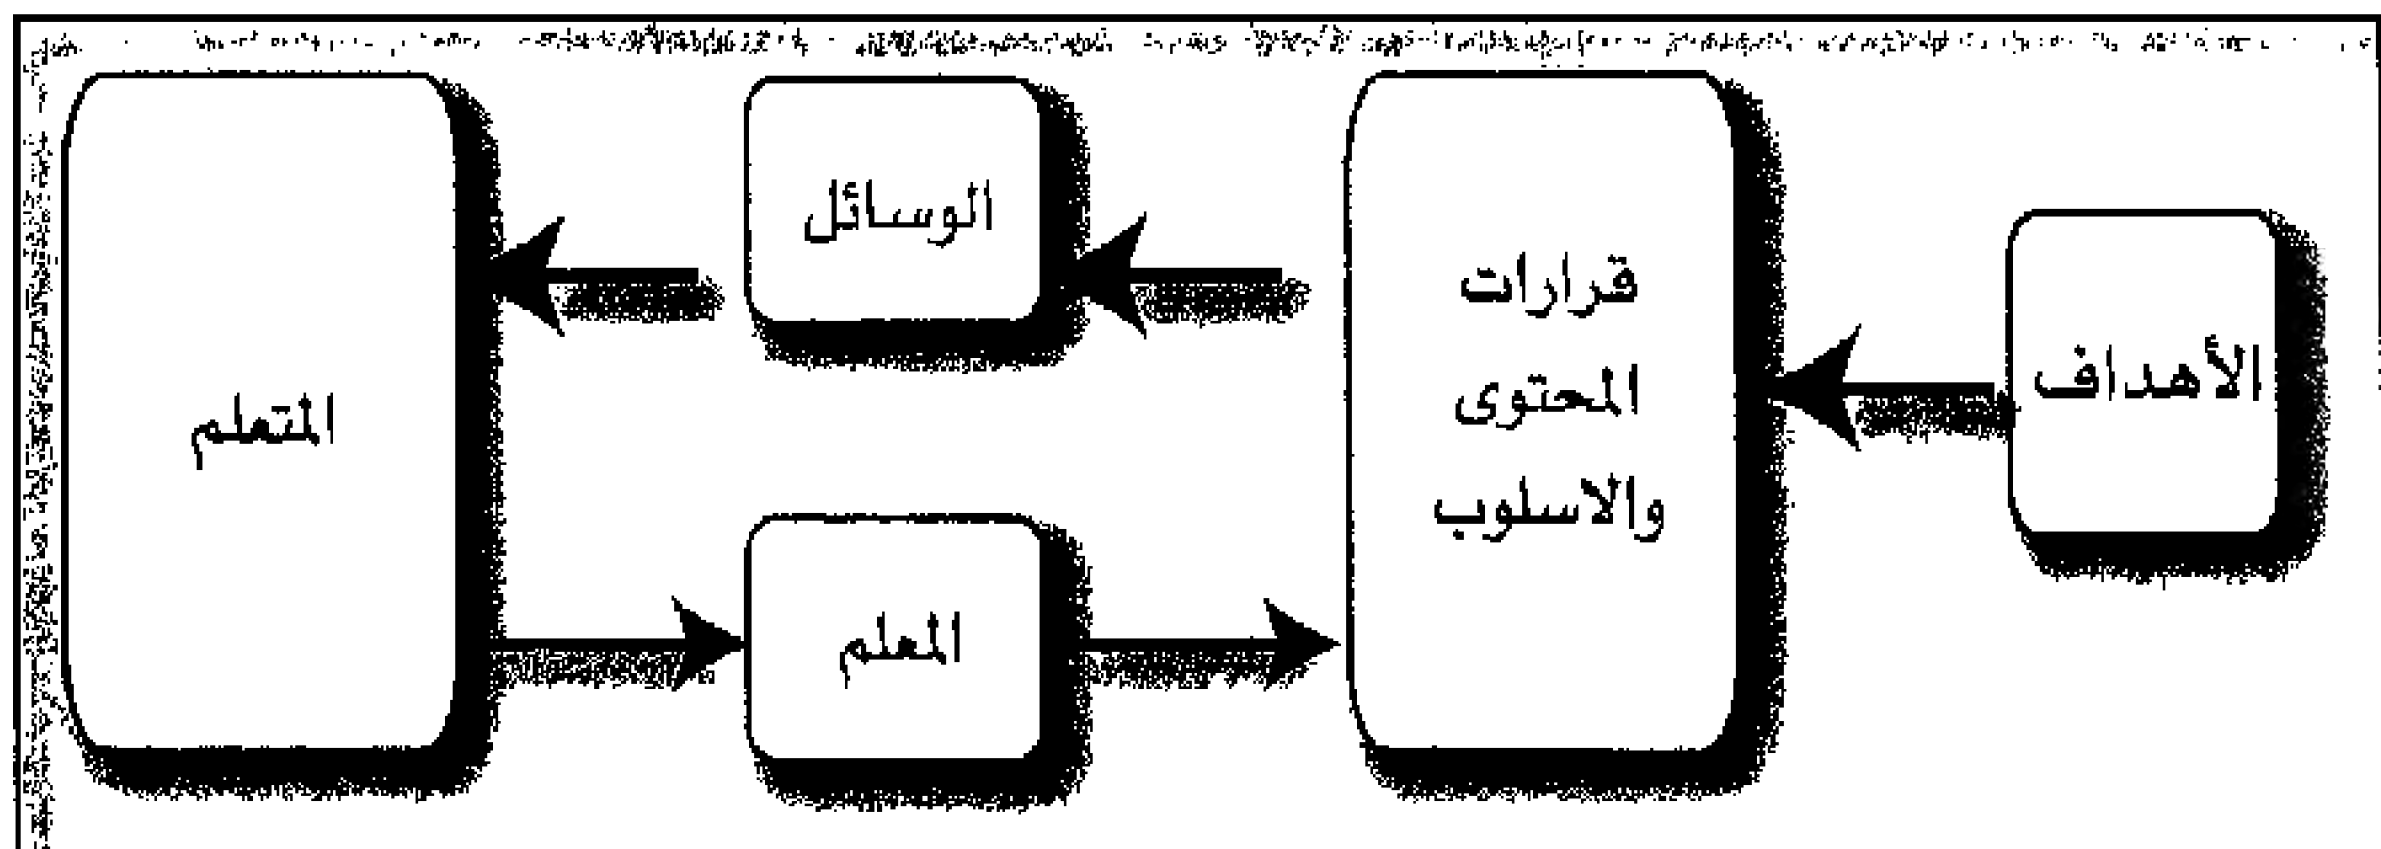 الأهداف
قرارات
المحتوى
والاسلوب
الوسائل
المعلم
المتعلم